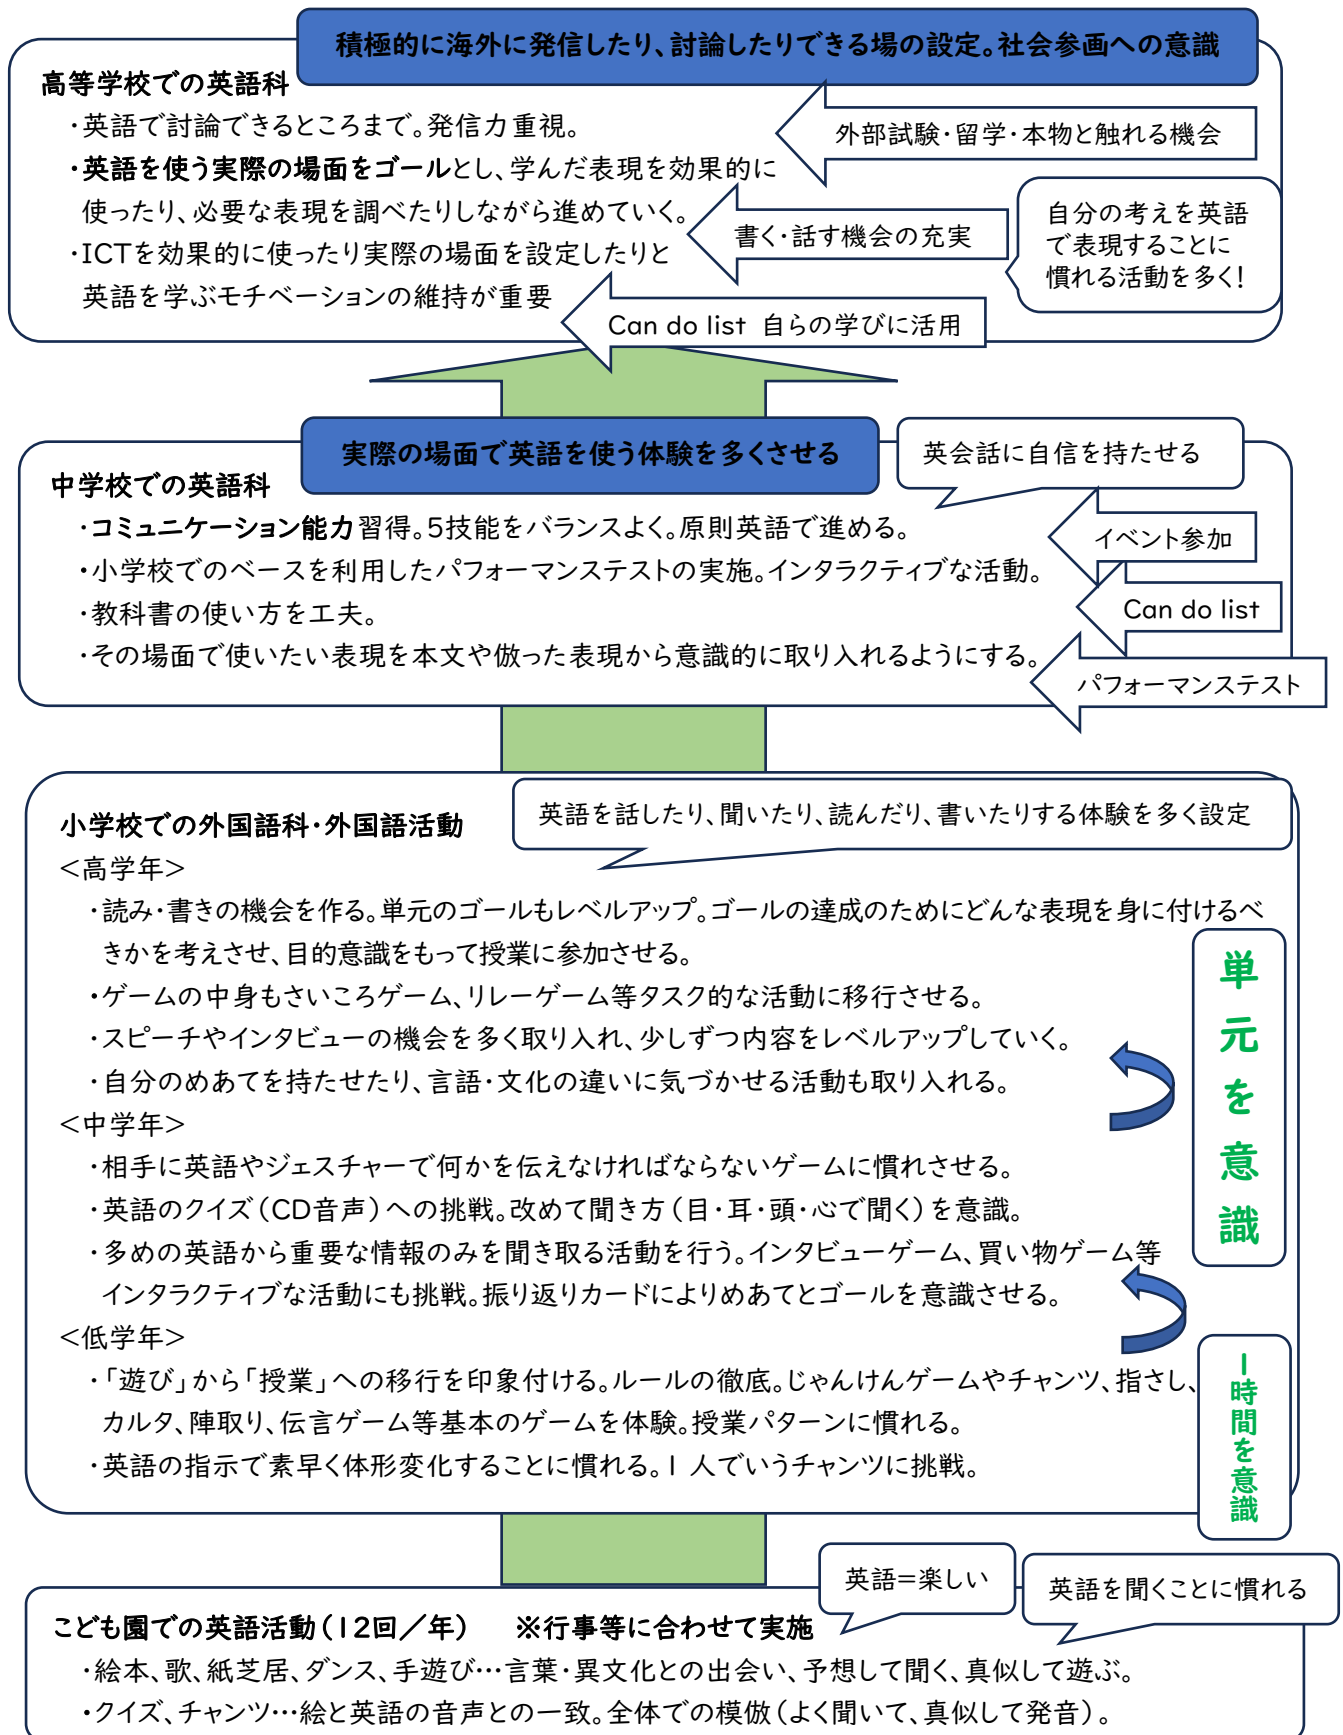 積極的に海外に発信したり、討論したりできる場の設定。社会参画への意識
高等学校での英語科
・英語で討論できるところまで。発信力重視。
外部試験・留学・本物と触れる機会
・英語を使う実際の場面をゴールとし、学んだ表現を効果的に
使ったり、必要な表現を調べたりしながら進めていく。
書く・話す機会の充実
自分の考えを英語
で表現することに
慣れる活動を多く!
・ICTを効果的に使ったり実際の場面を設定したりと
英語を学ぶモチベーションの維持が重要
Can do list 自らの学びに活用
実際の場面で英語を使う体験を多くさせる
英会話に自信を持たせる
中学校での英語科
・コミュニケーション能力習得。5技能をバランスよく。原則英語で進める。
イベント参加
・小学校でのベースを利用したパフォーマンステストの実施。インタラクティブな活動。
・教科書の使い方を工夫。
Can do list
・その場面で使いたい表現を本文や倣った表現から意識的に取り入れるようにする。
パフォーマンステスト
小学校での外国語科・外国語活動
英語を話したり、聞いたり、読んだり、書いたりする体験を多く設定
<高学年>
・読み・書きの機会を作る。単元のゴールもレベルアップ。ゴールの達成のためにどんな表現を身に付けるべ
きかを考えさせ、目的意識をもって授業に参加させる。
・ゲームの中身もさいころゲーム、リレーゲーム等タスク的な活動に移行させる。
・スピーチやインタビューの機会を多く取り入れ、少しずつ内容をレベルアップしていく。
・自分のめあてを持たせたり、言語・文化の違いに気づかせる活動も取り入れる。
単元を意識
<中学年>
・相手に英語やジェスチャーで何かを伝えなければならないゲームに慣れさせる。
・英語のクイズ(CD音声)への挑戦。改めて聞き方(目・耳・頭・心で聞く)を意識。
・多めの英語から重要な情報のみを聞き取る活動を行う。インタビューゲーム、買い物ゲーム等
インタラクティブな活動にも挑戦。振り返りカードによりめあてとゴールを意識させる。
<低学年>
・「遊び」から「授業」への移行を印象付ける。ルールの徹底。じゃんけんゲームやチャンツ、指さし、
カルタ、陣取り、伝言ゲーム等基本のゲームを体験。授業パターンに慣れる。
・英語の指示で素早く体形変化することに慣れる。1人でいうチャンツに挑戦。
1時間を意識
英語=楽しい
英語を聞くことに慣れる
こども園での英語活動(12回/年) ※行事等に合わせて実施
・絵本、歌、紙芝居、ダンス、手遊び…言葉・異文化との出会い、予想して聞く、真似して遊ぶ。
・クイズ、チャンツ…絵と英語の音声との一致。全体での模倣(よく聞いて、真似して発音)。